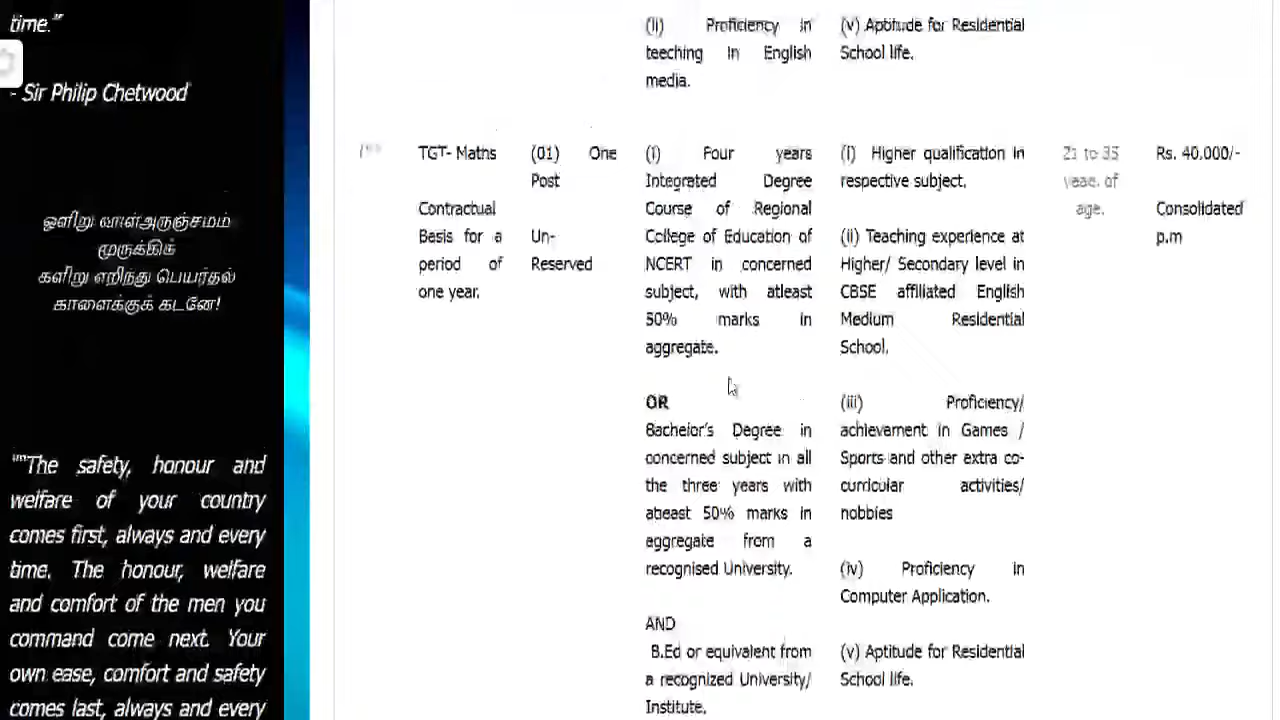 time.”
- Sir Philip Chetwood
ஒளிறு வாள்அருஞ்சமம்
முருக்கிக்
களிறு எறிந்து பெயர்தல்
காளைக்குக் கடனே!
""The safety, honour and
welfare of your country
comes first, always and every
time. The honour, welfare
and comfort of the men you
command come next. Your
own ease, comfort and safety
comes last, always and every
(ii) Proficiency in
teeching in English
media.
(v) Aptitude for Residential
School life.
TGT- Maths
Contractual
Basis for a
period of
one year.
(01) One
Post
Un-
Reserved
(i) Four years
Integrated Degree
Course of Regional
College of Education of
NCERT in concerned
subject, with atleast
50% marks in
aggregate.
OR
Bachelor's Degree in
concerned subject in all
the three years with
abeast 50% marks in
aggregate from a
recognised University.
AND
B.Ed or equivalent from
a recognized University/
Institute.
(i) Higher qualification in
respective subject.
(ii) Teaching experience at
Higher/ Secondary level in
CBSE affiliated English
Medium Residential
School.
(iii) Proficiency/
achievement in Games /
Sports and other extra co-
curricular activities/
nobbies
(iv) Proficiency in
Computer Application.
(v) Aptitude for Residential
School life.
21 to 35
yeae. of
age.
Rs. 40,000/-
Consolidated
p.m